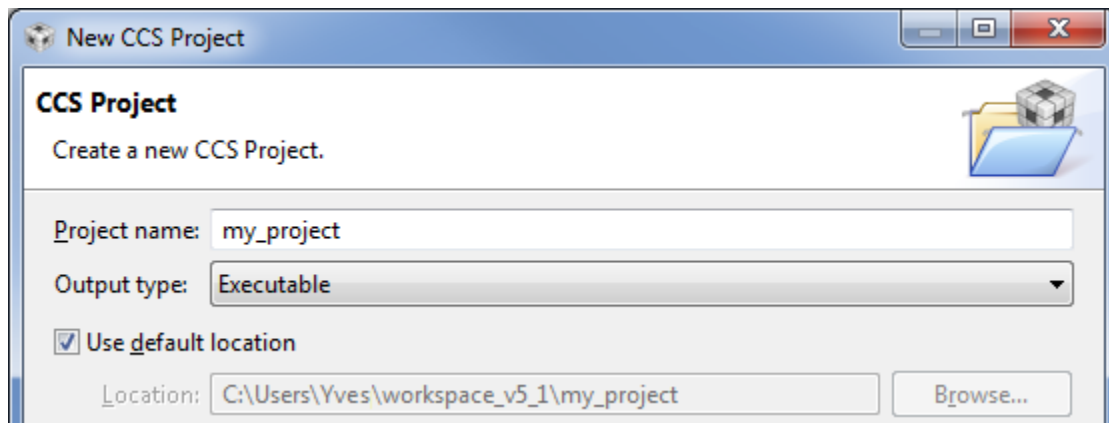 New CCS Project
CCS Project
Create a new CCS Project.
Project name: my_project
Output type: Executable
Use default location
Location: C:\Users\Yves\workspace_v5_1\my_project Browse...